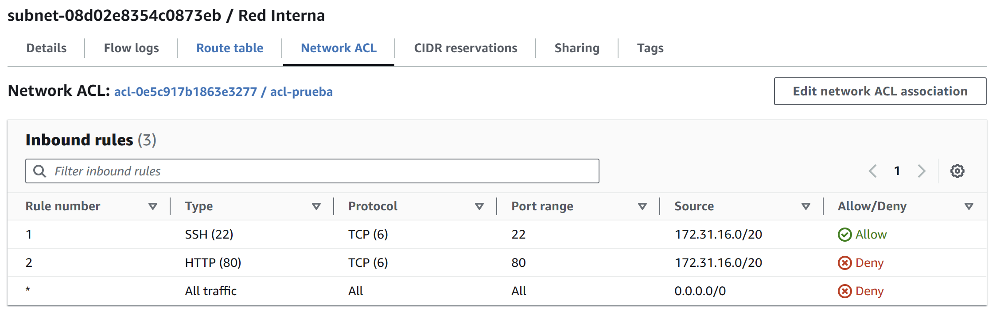 subnet-08d02e8354c0873eb / Red Interna
Details Flow logs Route table Network ACL CIDR reservations Sharing Tags
Network ACL: acl-0e5c917b1863e3277 / acl-prueba Edit network ACL association
Inbound rules (3)
Filter inbound rules 1
Rule number Type Protocol Port range Source Allow/Deny
1 SSH (22) TCP (6) 22 172.31.16.0/20 Allow
2 HTTP (80) TCP (6) 80 172.31.16.0/20 Deny
* All traffic All All 0.0.0.0/0 Deny